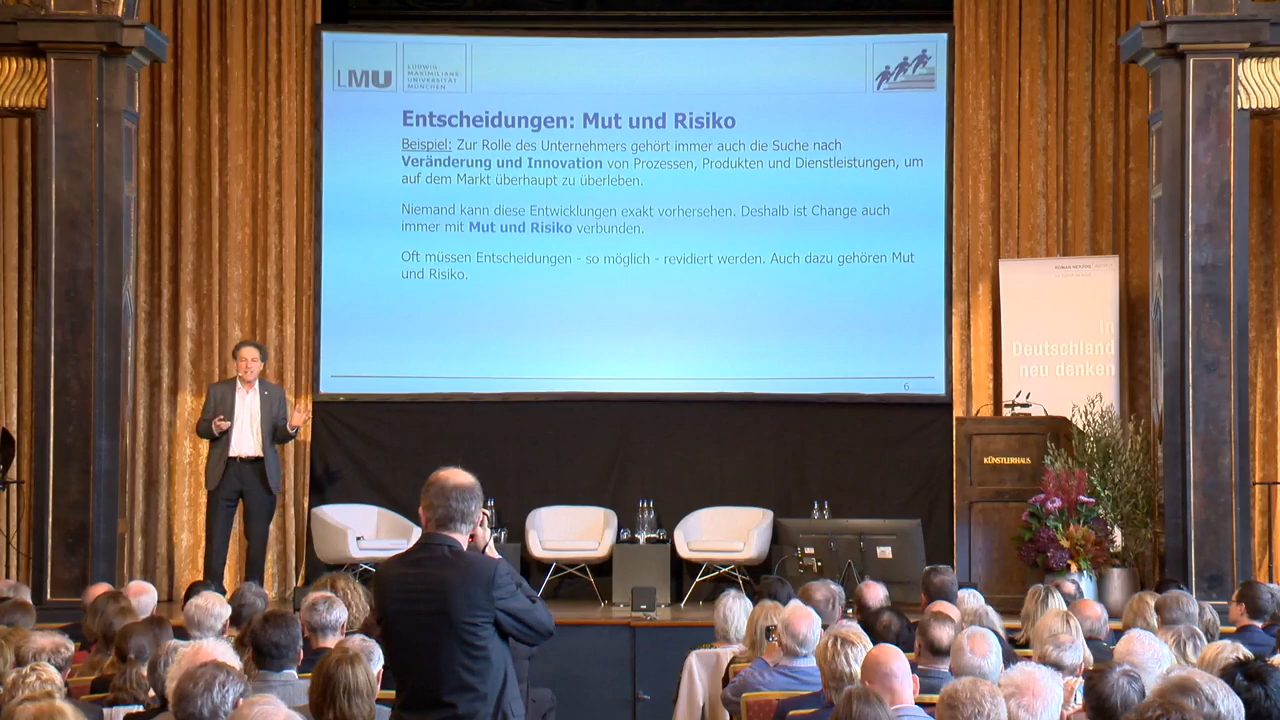 LMU
LUDWIG-
MAXIMILIANS-
UNIVERSITÄT
MÜNCHEN
Entscheidungen: Mut und Risiko
Beispiel: Zur Rolle des Unternehmers gehört immer auch die Suche nach
Veränderung und Innovation von Prozessen, Produkten und Dienstleistungen, um
auf dem Markt überhaupt zu überleben.
Niemand kann diese Entwicklungen exakt vorhersehen. Deshalb ist Change auch
immer mit Mut und Risiko verbunden.
Oft müssen Entscheidungen - so möglich - revidiert werden. Auch dazu gehören Mut
und Risiko.
6
ROMAN HERZOG INSTITUT
in
Deutschland
neu denken
KÜNSTLERHAUS